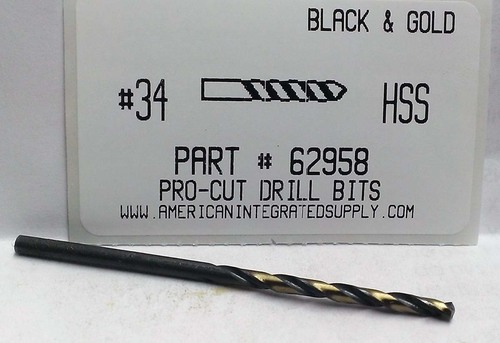 BLACK & GOLD
#34 HSS
PART # 62958
PRO-CUT DRILL BITS
WWW.AMERICANINTEGRATEDSUPPLY.COM